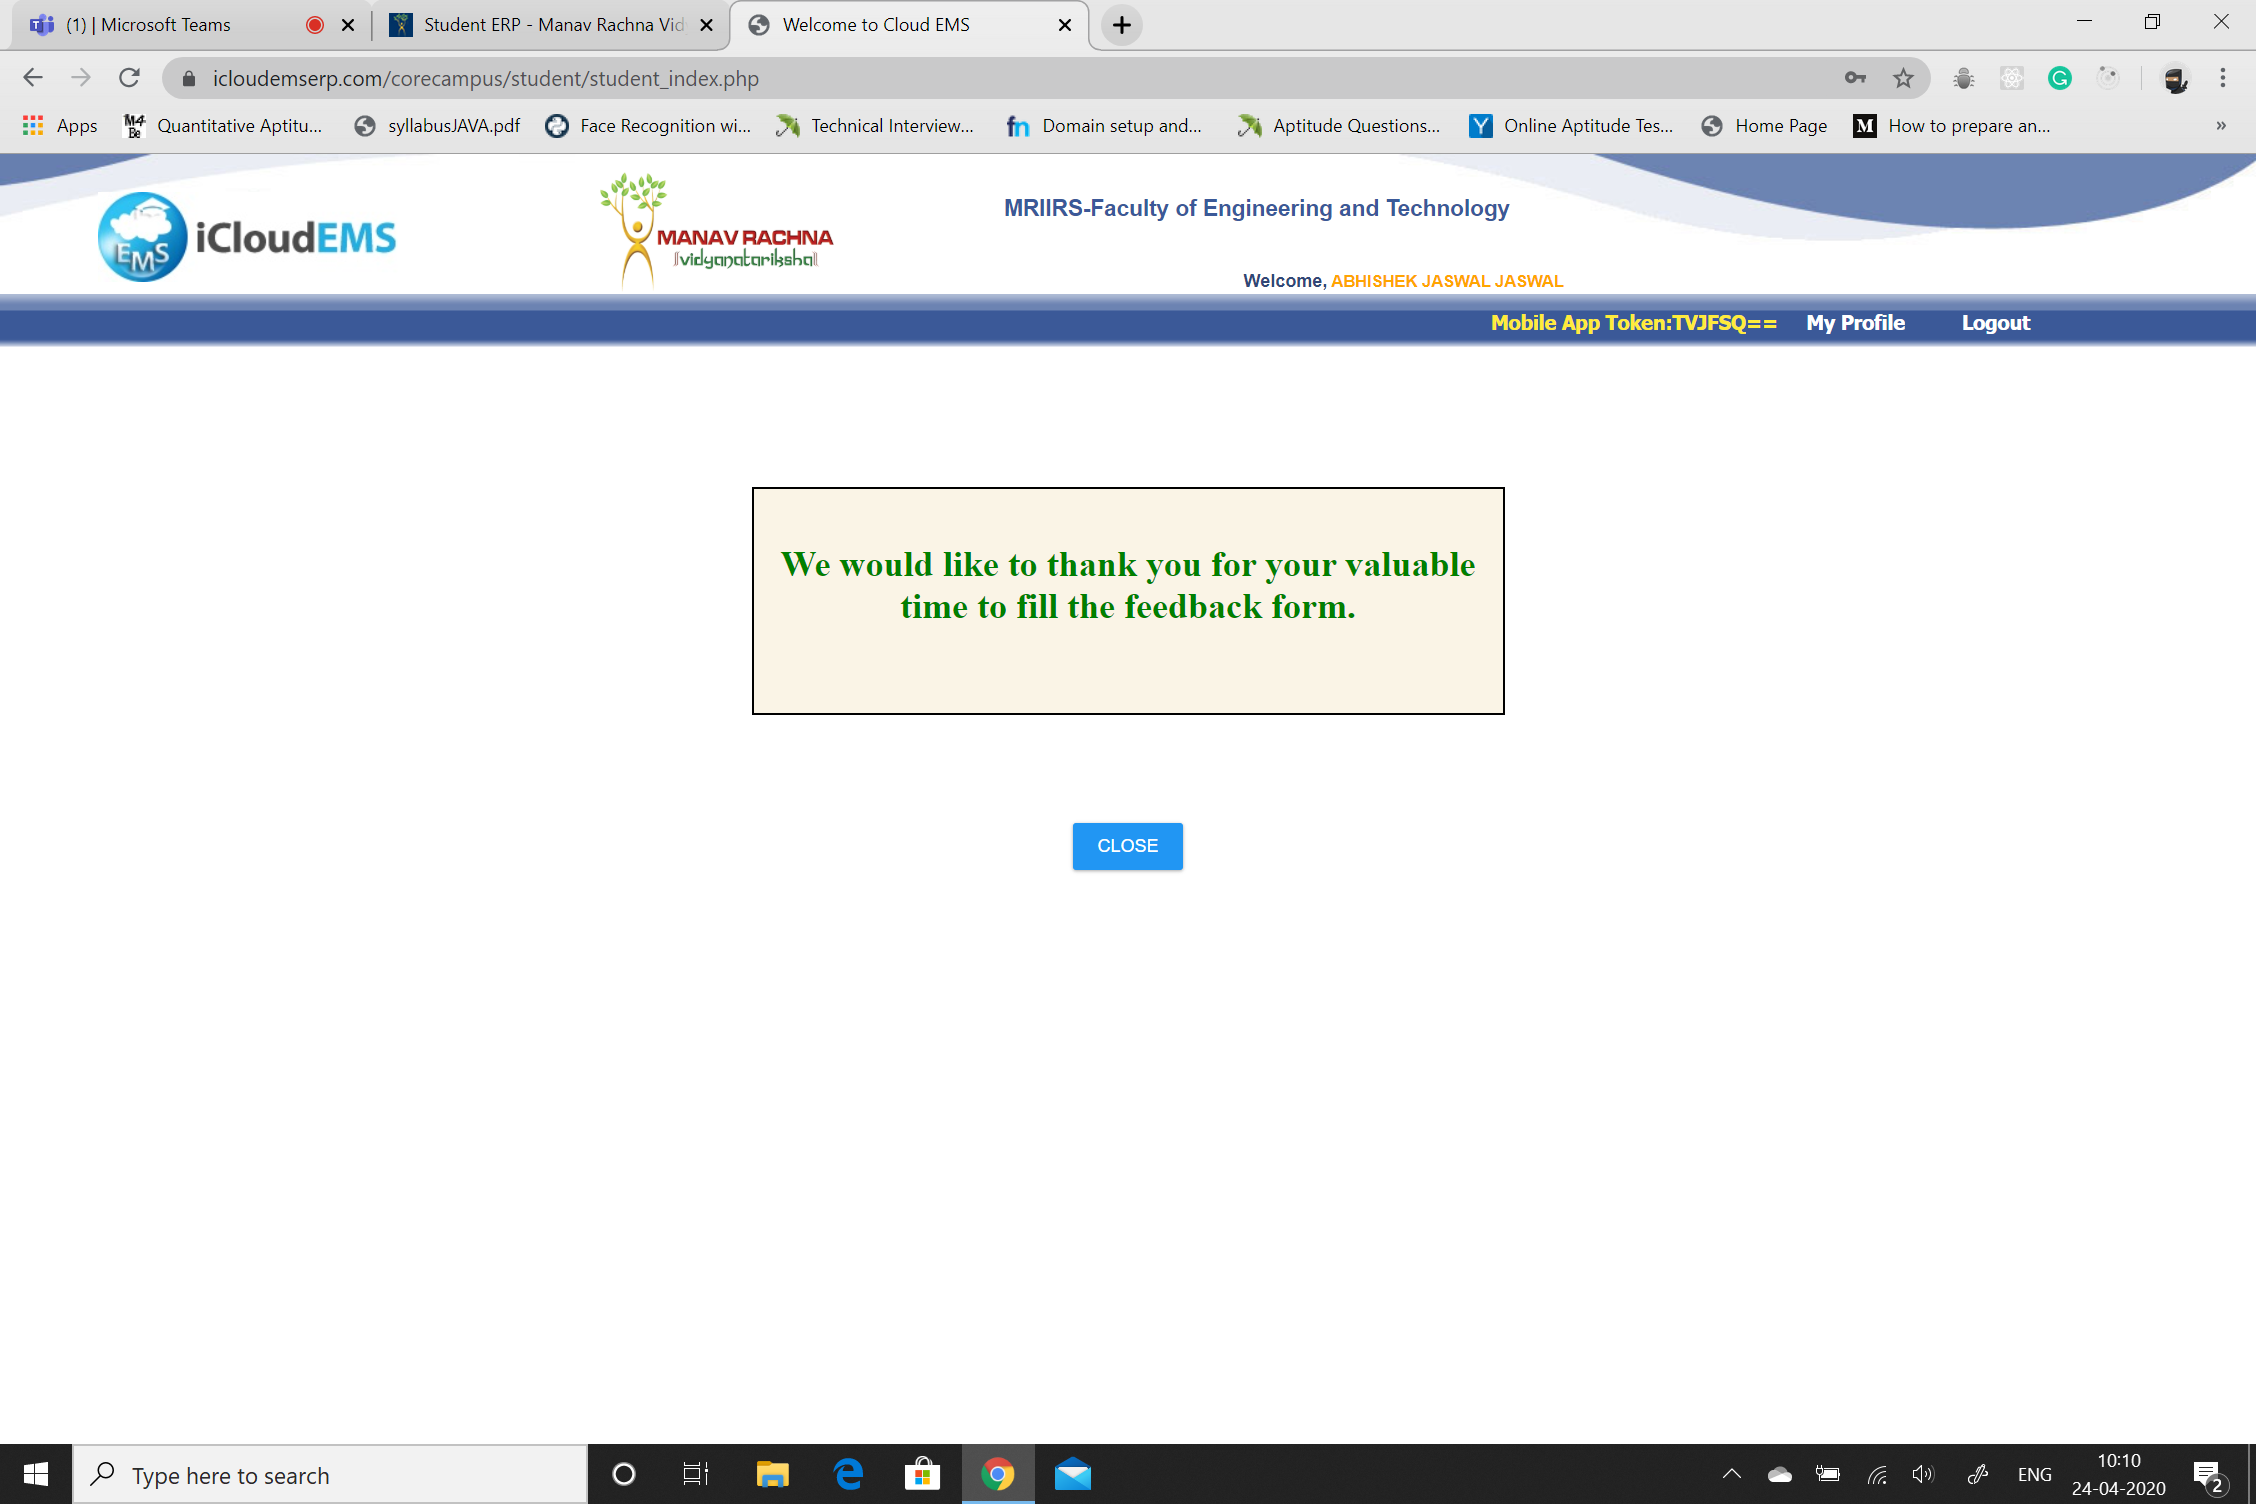 (1) | Microsoft Teams
Student ERP - Manav Rachna Vid
Welcome to Cloud EMS
icloudemserp.com/corecampus/student/student_index.php
Apps
M4 Be
Quantitative Aptitu...
syllabusJAVA.pdf
Face Recognition wi...
Technical Interview...
fn
Domain setup and...
Aptitude Questions...
Y
Online Aptitude Tes...
Home Page
M
How to prepare an...
»
EMS
iCloudEMS
MANAV RACHNA
vidyanatariksha
MRIIRS-Faculty of Engineering and Technology
Welcome, ABHISHEK JASWAL JASWAL
Mobile App Token:TVJFSQ==
My Profile
Logout
We would like to thank you for your valuable
time to fill the feedback form.
CLOSE
Type here to search
ENG
10:10
24-04-2020
2